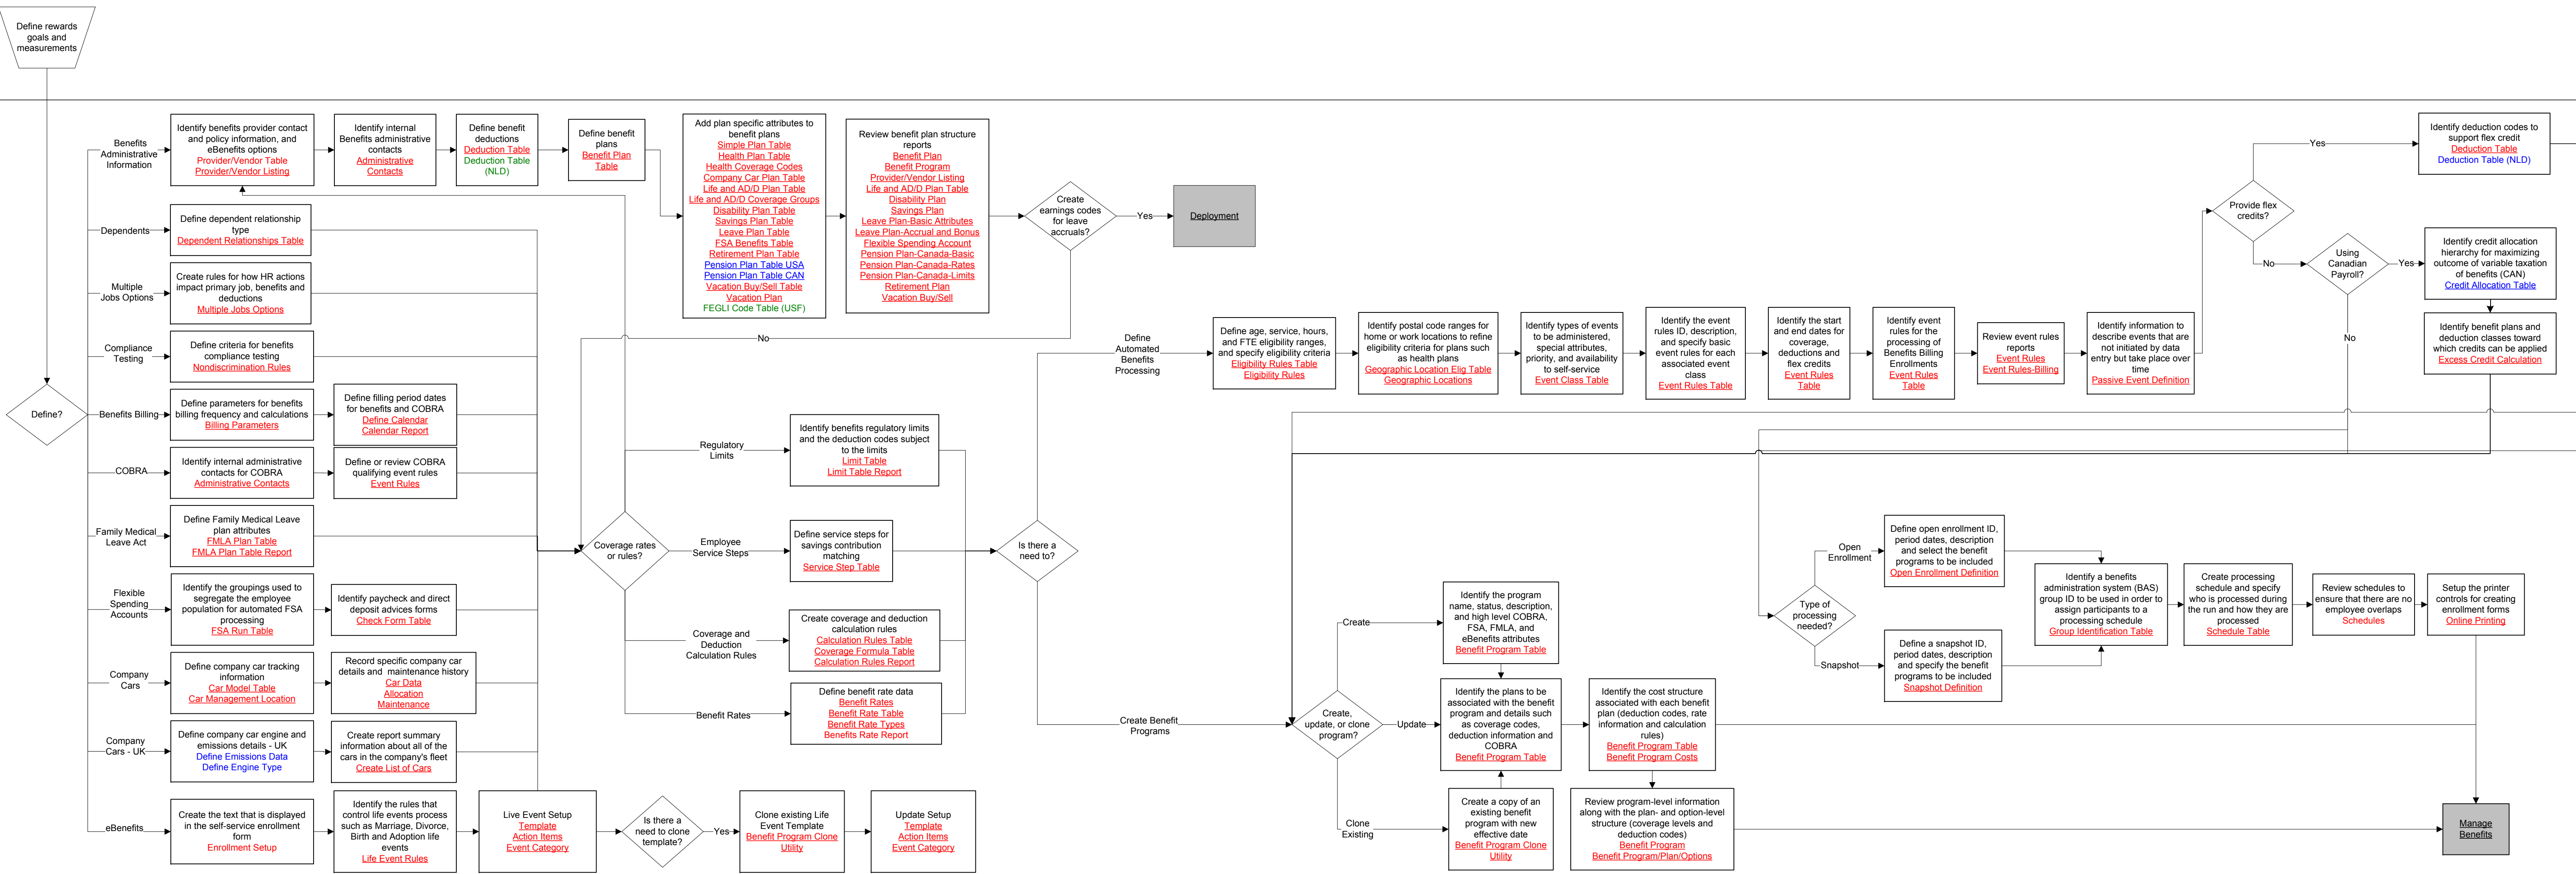 Define rewards
goals and
measurements
Define?
Benefits
Administrative
Information
Identify benefits provider contact
and policy information, and
eBenefits options
Provider/Vendor Table
Provider/Vendor Listing
Identify internal
Benefits administrative
contacts
Administrative
Contacts
Define benefit
deductions
Deduction Table
Deduction Table
(NLD)
Define benefit
plans
Benefit Plan
Table
Add plan specific attributes to
benefit plans
Simple Plan Table
Health Plan Table
Health Coverage Codes
Company Car Plan Table
Life and AD/D Plan Table
Life and AD/D Coverage Groups
Disability Plan Table
Savings Plan Table
Leave Plan Table
FSA Benefits Table
Retirement Plan Table
Pension Plan Table USA
Pension Plan Table CAN
Vacation Buy/Sell Table
Vacation Plan
FEGLI Code Table (USF)
Review benefit plan structure
reports
Benefit Plan
Benefit Program
Provider/Vendor Listing
Life and AD/D Plan Table
Disability Plan
Savings Plan
Leave Plan-Basic Attributes
Leave Plan-Accrual and Bonus
Flexible Spending Account
Pension Plan-Canada-Basic
Pension Plan-Canada-Rates
Pension Plan-Canada-Limits
Retirement Plan
Vacation Buy/Sell
Create
earnings codes
for leave
accruals?
Yes
Deployment
No
Dependents
Define dependent relationship
type
Dependent Relationships Table
Multiple
Jobs Options
Create rules for how HR actions
impact primary job, benefits and
deductions
Multiple Jobs Options
Compliance
Testing
Define criteria for benefits
compliance testing
Nondiscrimination Rules
Benefits Billing
Define parameters for benefits
billing frequency and calculations
Billing Parameters
Define filling period dates
for benefits and COBRA
Define Calendar
Calendar Report
COBRA
Identify internal administrative
contacts for COBRA
Administrative Contacts
Define or review COBRA
qualifying event rules
Event Rules
Family Medical
Leave Act
Define Family Medical Leave
plan attributes
FMLA Plan Table
FMLA Plan Table Report
Flexible
Spending
Accounts
Identify the groupings used to
segregate the employee
population for automated FSA
processing
FSA Run Table
Identify paycheck and direct
deposit advices forms
Check Form Table
Company
Cars
Define company car tracking
information
Car Model Table
Car Management Location
Record specific company car
details and maintenance history
Car Data
Allocation
Maintenance
Company
Cars - UK
Define company car engine and
emissions details - UK
Define Emissions Data
Define Engine Type
Create report summary
information about all of the
cars in the company's fleet
Create List of Cars
eBenefits
Create the text that is displayed
in the self-service enrollment
form
Enrollment Setup
Identify the rules that
control life events process
such as Marriage, Divorce,
Birth and Adoption life
events
Life Event Rules
Live Event Setup
Template
Action Items
Event Category
Is there a
need to clone
template?
Yes
Clone existing Life
Event Template
Benefit Program Clone
Utility
Update Setup
Template
Action Items
Event Category
Coverage rates
or rules?
Regulatory
Limits
Identify benefits regulatory limits
and the deduction codes subject
to the limits
Limit Table
Limit Table Report
Employee
Service Steps
Define service steps for
savings contribution
matching
Service Step Table
Coverage and
Deduction
Calculation Rules
Create coverage and deduction
calculation rules
Calculation Rules Table
Coverage Formula Table
Calculation Rules Report
Benefit Rates
Define benefit rate data
Benefit Rates
Benefit Rate Table
Benefit Rate Types
Benefits Rate Report
Is there a
need to?
Define
Automated
Benefits
Processing
Define age, service, hours,
and FTE eligibility ranges,
and specify eligibility criteria
Eligibility Rules Table
Eligibility Rules
Identify postal code ranges for
home or work locations to refine
eligibility criteria for plans such
as health plans
Geographic Location Elig Table
Geographic Locations
Identify types of events
to be administered,
special attributes,
priority, and availability
to self-service
Event Class Table
Identify the event
rules ID, description,
and specify basic
event rules for each
associated event
class
Event Rules Table
Identify the start
and end dates for
coverage,
deductions and
flex credits
Event Rules
Table
Identify event
rules for the
processing of
Benefits Billing
Enrollments
Event Rules
Table
Review event rules
reports
Event Rules
Event Rules-Billing
Identify information to
describe events that are
not initiated by data
entry but take place over
time
Passive Event Definition
Provide flex
credits?
Yes
Identify deduction codes to
support flex credit
Deduction Table
Deduction Table (NLD)
No
Using
Canadian
Payroll?
Yes
Identify credit allocation
hierarchy for maximizing
outcome of variable taxation
of benefits (CAN)
Credit Allocation Table
No
Identify benefit plans and
deduction classes toward
which credits can be applied
Excess Credit Calculation
Create Benefit
Programs
Create,
update, or clone
program?
Create
Identify the program
name, status, description,
and high level COBRA,
FSA, FMLA, and
eBenefits attributes
Benefit Program Table
Update
Identify the plans to be
associated with the benefit
program and details such
as coverage codes,
deduction information and
COBRA
Benefit Program Table
Identify the cost structure
associated with each benefit
plan (deduction codes, rate
information and calculation
rules)
Benefit Program Table
Benefit Program Costs
Clone
Existing
Create a copy of an
existing benefit
program with new
effective date
Benefit Program Clone
Utility
Review program-level information
along with the plan- and option-level
structure (coverage levels and
deduction codes)
Benefit Program
Benefit Program/Plan/Options
Type of
processing
needed?
Open
Enrollment
Define open enrollment ID,
period dates, description
and select the benefit
programs to be included
Open Enrollment Definition
Snapshot
Define a snapshot ID,
period dates, description
and specify the benefit
programs to be included
Snapshot Definition
Identify a benefits
administration system (BAS)
group ID to be used in order to
assign participants to a
processing schedule
Group Identification Table
Create processing
schedule and specify
who is processed during
the run and how they are
processed
Schedule Table
Review schedules to
ensure that there are no
employee overlaps
Schedules
Setup the printer
controls for creating
enrollment forms
Online Printing
Manage
Benefits